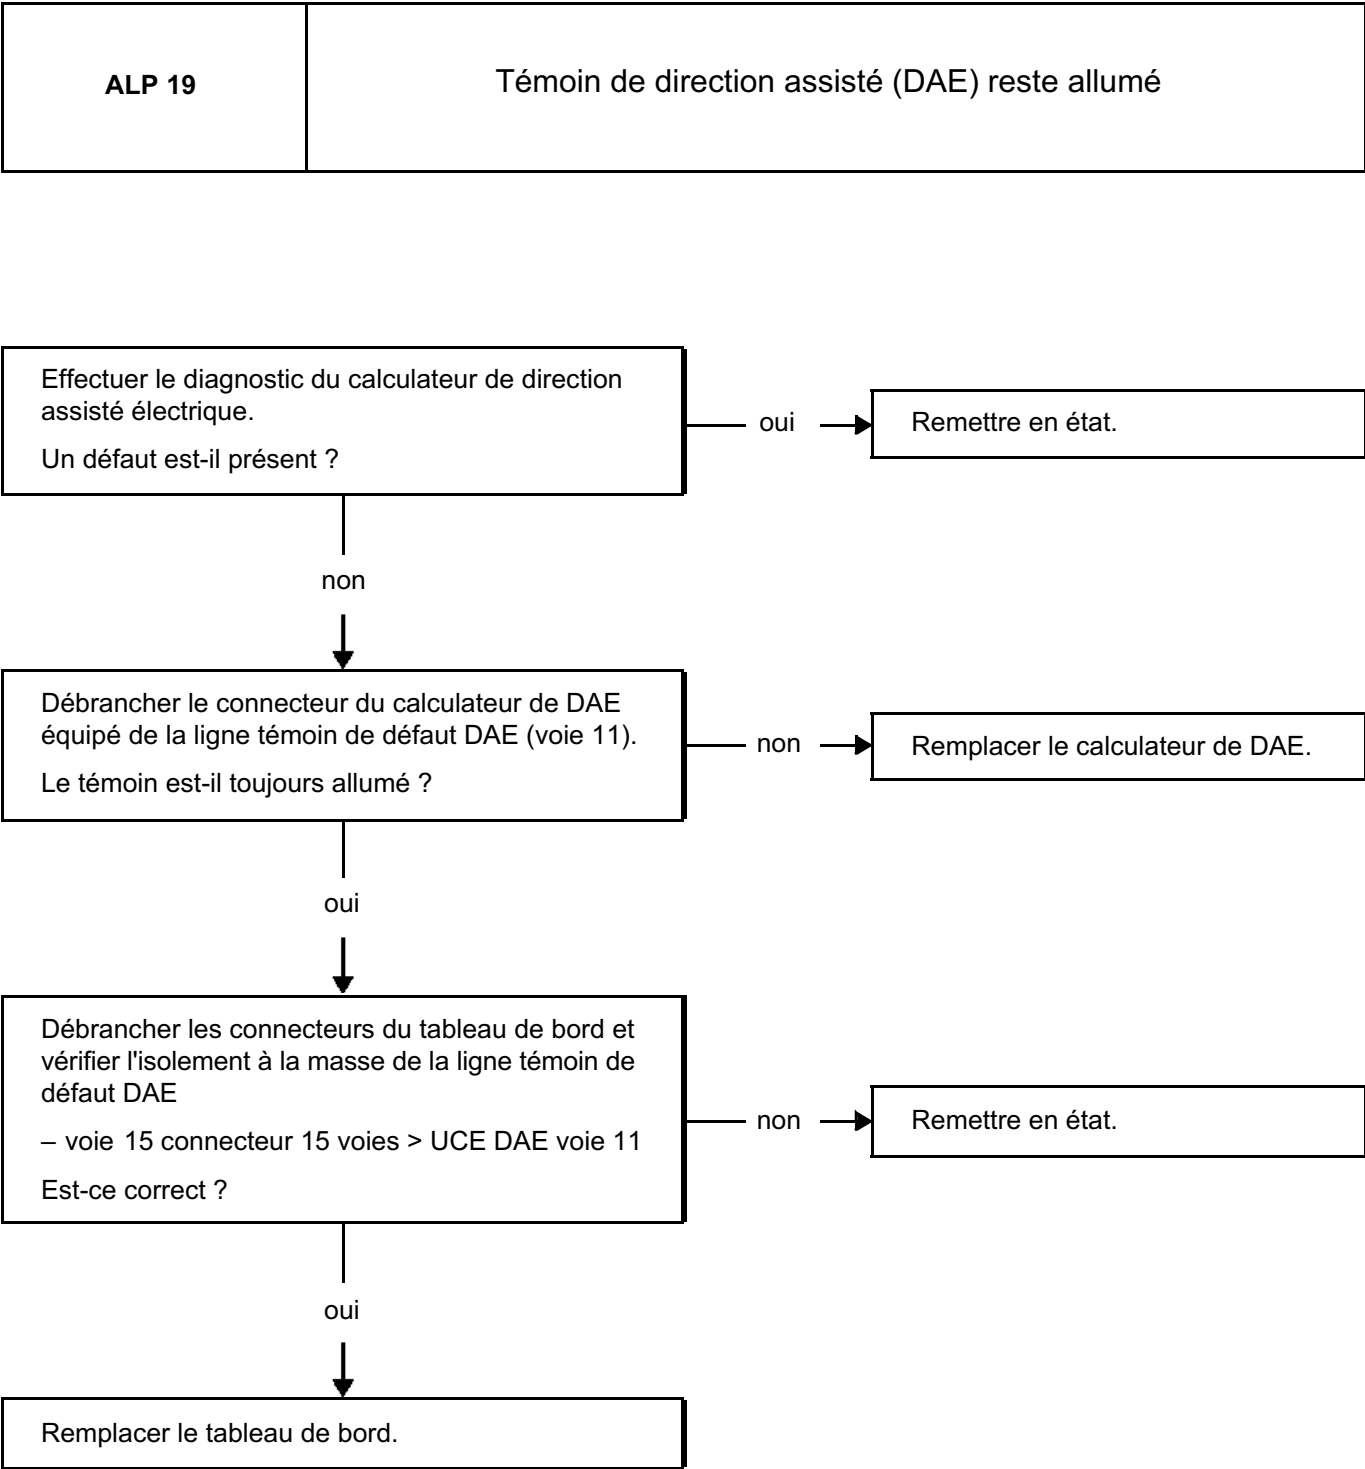 ALP 19
Témoin de direction assisté (DAE) reste allumé
Effectuer le diagnostic du calculateur de direction
assisté électrique.
Un défaut est-il présent ?
oui
Remettre en état.
non
Débrancher le connecteur du calculateur de DAE
équipé de la ligne témoin de défaut DAE (voie 11).
Le témoin est-il toujours allumé ?
non
Remplacer le calculateur de DAE.
oui
Débrancher les connecteurs du tableau de bord et
vérifier l'isolement à la masse de la ligne témoin de
défaut DAE
– voie 15 connecteur 15 voies > UCE DAE voie 11
Est-ce correct ?
non
Remettre en état.
oui
Remplacer le tableau de bord.